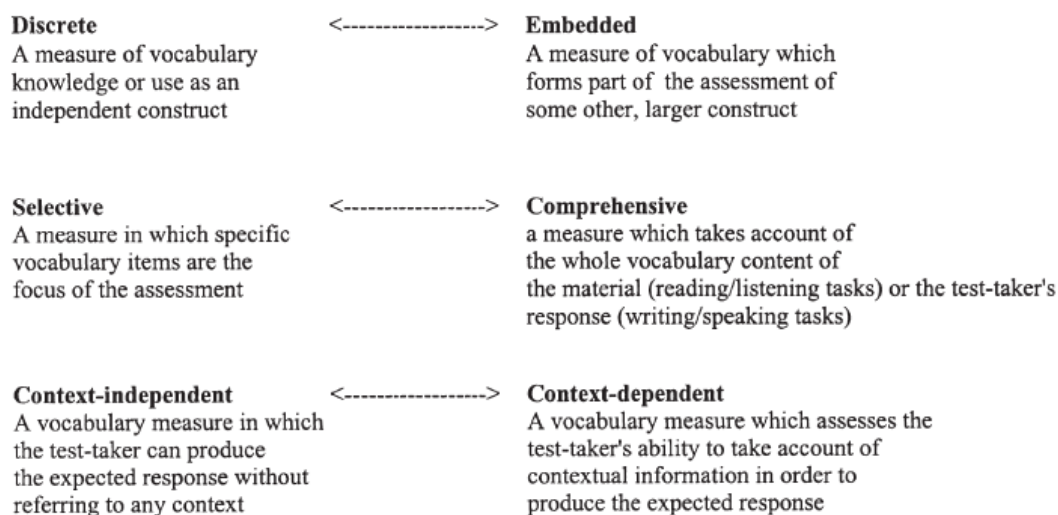 Discrete <-------------------> Embedded
A measure of vocabulary A measure of vocabulary which
knowledge or use as an forms part of the assessment of
independent construct some other, larger construct
Selective <-------------------> Comprehensive
A measure in which specific a measure which takes account of
vocabulary items are the the whole vocabulary content of
focus of the assessment the material (reading/listening tasks) or the test-taker's
response (writing/speaking tasks)
Context-independent <-------------------> Context-dependent
A vocabulary measure in which A vocabulary measure which assesses the
the test-taker can produce test-taker's ability to take account of
the expected response without contextual information in order to
referring to any context produce the expected response